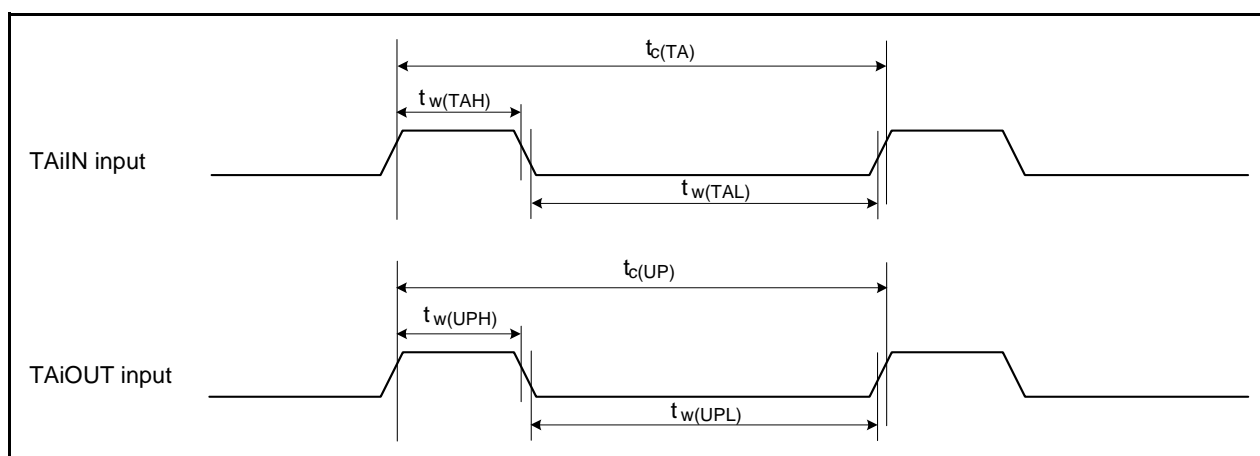 tc(TA)
tw(TAH)
TAiIN input
tw(TAL)
tc(UP)
tw(UPH)
TAiOUT input
tw(UPL)